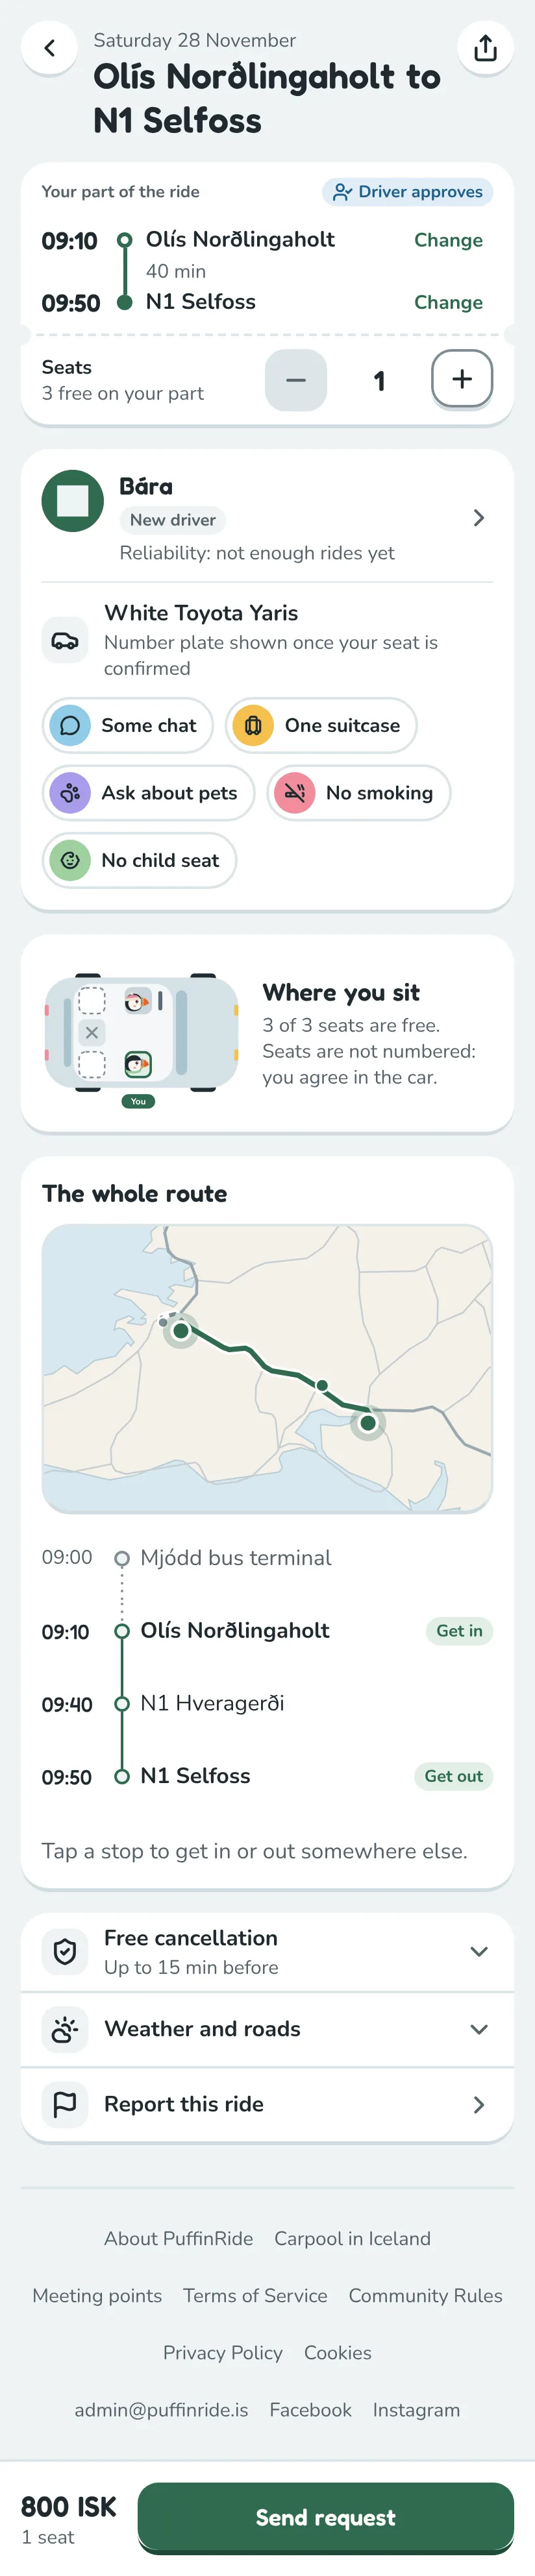 Saturday 28 November
Olís Norðlingaholt to
N1 Selfoss
Your part of the ride
Driver approves
09:10 Olís Norðlingaholt Change
40 min
09:50 N1 Selfoss Change
Seats
3 free on your part
1
Bára
New driver
Reliability: not enough rides yet
White Toyota Yaris
Number plate shown once your seat is
confirmed
Some chat
One suitcase
Ask about pets
No smoking
No child seat
Where you sit
3 of 3 seats are free.
Seats are not numbered:
you agree in the car.
You
The whole route
09:00 Mjódd bus terminal
09:10 Olís Norðlingaholt Get in
09:40 N1 Hveragerði
09:50 N1 Selfoss Get out
Tap a stop to get in or out somewhere else.
Free cancellation
Up to 15 min before
Weather and roads
Report this ride
About PuffinRide Carpool in Iceland
Meeting points Terms of Service Community Rules
Privacy Policy Cookies
admin@puffinride.is Facebook Instagram
800 ISK
1 seat
Send request